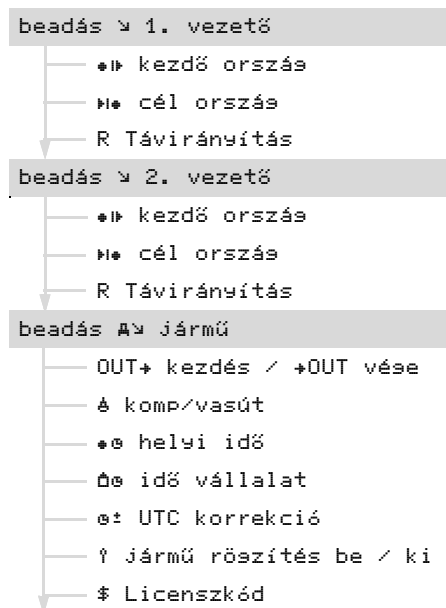 beadás ⇘ 1. vezető
●I▶ kezdő ország
▶I● cél ország
R Távirányítás
beadás ⇘ 2. vezető
●I▶ kezdő ország
▶I● cél ország
R Távirányítás
beadás ⇘ jármű
OUT→ kezdés / →OUT vége
komp/vasút
helyi idő
idő vállalat
UTC korrekció
jármű rögzítés be / ki
$ Licenszkód